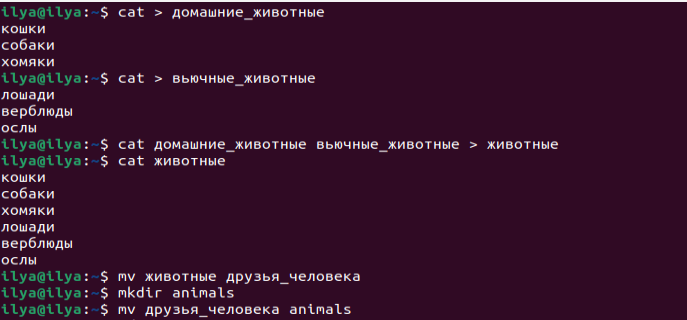 ilya@ilya:~$ cat > домашние_животные
кошки
собаки
хомяки
ilya@ilya:~$ cat > вьючные_животные
лошади
верблюды
ослы
ilya@ilya:~$ cat домашние_животные вьючные_животные > животные
ilya@ilya:~$ cat животные
кошки
собаки
хомяки
лошади
верблюды
ослы
ilya@ilya:~$ mv животные друзья_человека
ilya@ilya:~$ mkdir animals
ilya@ilya:~$ mv друзья_человека animals